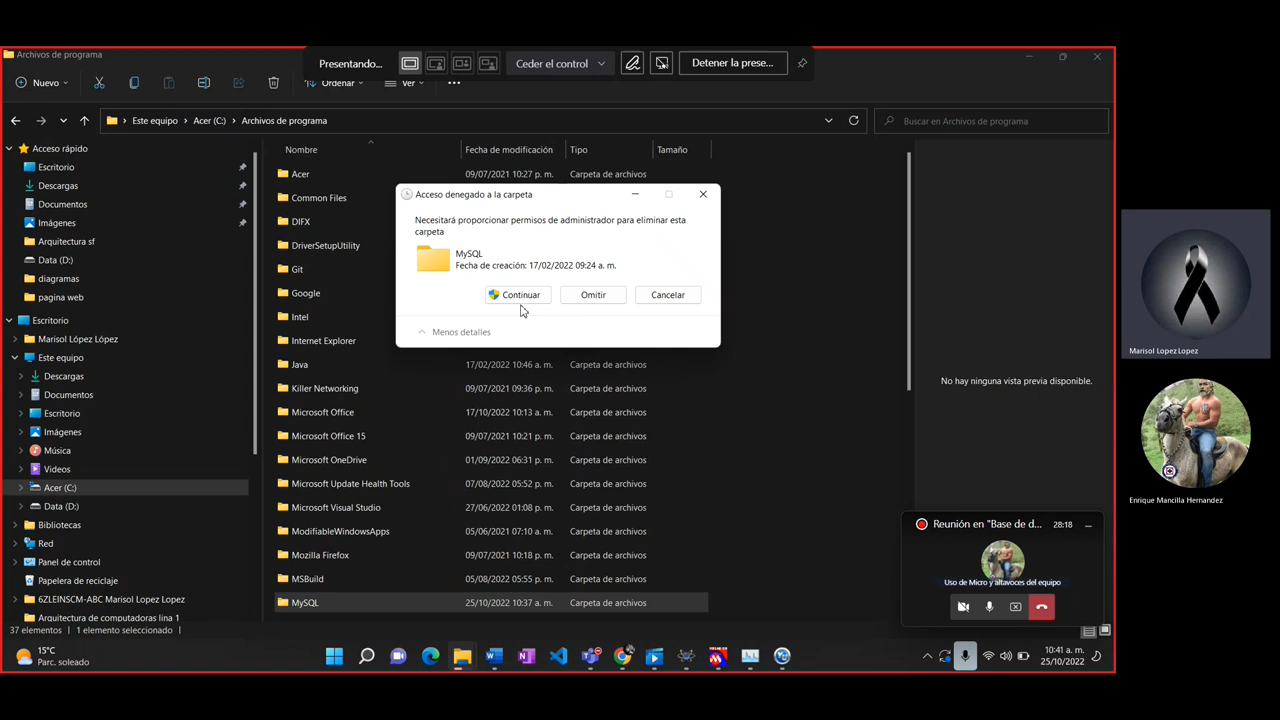 Archivos de programa
Presentando...
Ceder el control
Detener la prese...
Nuevo
Ordenar
Ver
Este equipo
Acer (C:)
Archivos de programa
Buscar en Archivos de programa
Acceso rápido
Escritorio
Descargas
Documentos
Imágenes
Arquitectura sf
Data (D:)
diagramas
pagina web
Escritorio
Marisol López López
Este equipo
Descargas
Documentos
Escritorio
Imágenes
Música
Videos
Acer (C:)
Data (D:)
Bibliotecas
Red
Panel de control
Papelera de reciclaje
6ZLEINSCM-ABC Marisol Lopez Lopez
Arquitectura de computadoras lina 1
Nombre Fecha de modificación Tipo Tamaño
Acer 09/07/2021 10:27 p. m. Carpeta de archivos
Common Files
DIFX
DriverSetupUtility
Git
Google
Intel
Internet Explorer
Java 17/02/2022 10:46 a. m. Carpeta de archivos
Killer Networking 09/07/2021 09:36 p. m. Carpeta de archivos
Microsoft Office 17/10/2022 10:13 a. m. Carpeta de archivos
Microsoft Office 15 09/07/2021 10:21 p. m. Carpeta de archivos
Microsoft OneDrive 01/09/2022 06:31 p. m. Carpeta de archivos
Microsoft Update Health Tools 07/08/2022 05:52 p. m. Carpeta de archivos
Microsoft Visual Studio 27/06/2022 01:08 p. m. Carpeta de archivos
ModifiableWindowsApps 05/06/2021 07:10 a. m. Carpeta de archivos
Mozilla Firefox 09/07/2021 10:18 p. m. Carpeta de archivos
MSBuild 05/08/2022 05:55 p. m. Carpeta de archivos
MySQL 25/10/2022 10:37 a. m. Carpeta de archivos
Acceso denegado a la carpeta
Necesitará proporcionar permisos de administrador para eliminar esta
carpeta
MySQL
Fecha de creación: 17/02/2022 09:24 a. m.
Continuar
Omitir
Cancelar
Menos detalles
No hay ninguna vista previa disponible.
Marisol Lopez Lopez
Enrique Mancilla Hernandez
Reunión en "Base de d... 28:18
Uso de Micro y altavoces del equipo
37 elementos
1 elemento seleccionado
15°C
Parc. soleado
10:41 a. m.
25/10/2022